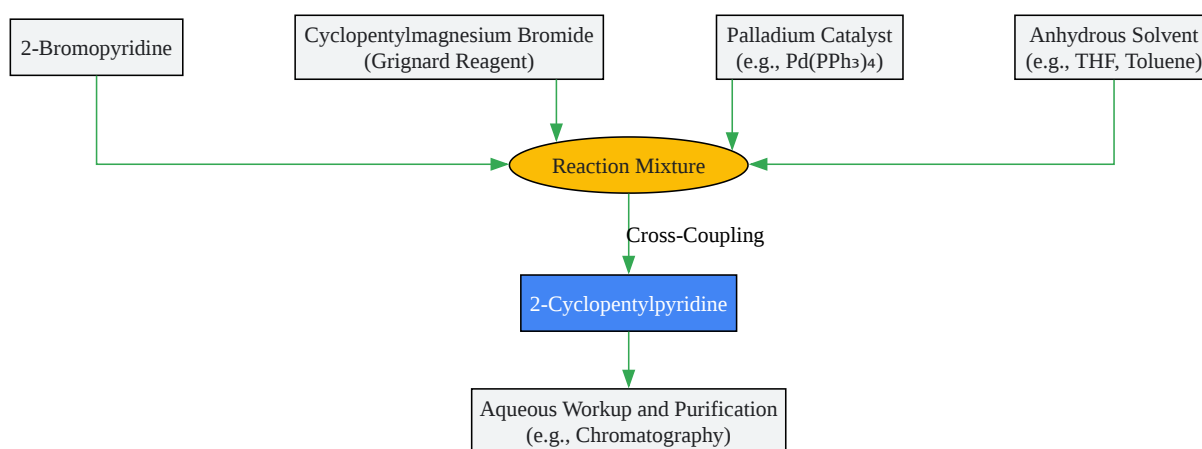 2-Bromopyridine
Cyclopentylmagnesium Bromide
(Grignard Reagent)
Palladium Catalyst
(e.g., Pd(PPh₃)₄)
Anhydrous Solvent
(e.g., THF, Toluene)
Reaction Mixture
Cross-Coupling
2-Cyclopentylpyridine
Aqueous Workup and Purification
(e.g., Chromatography)